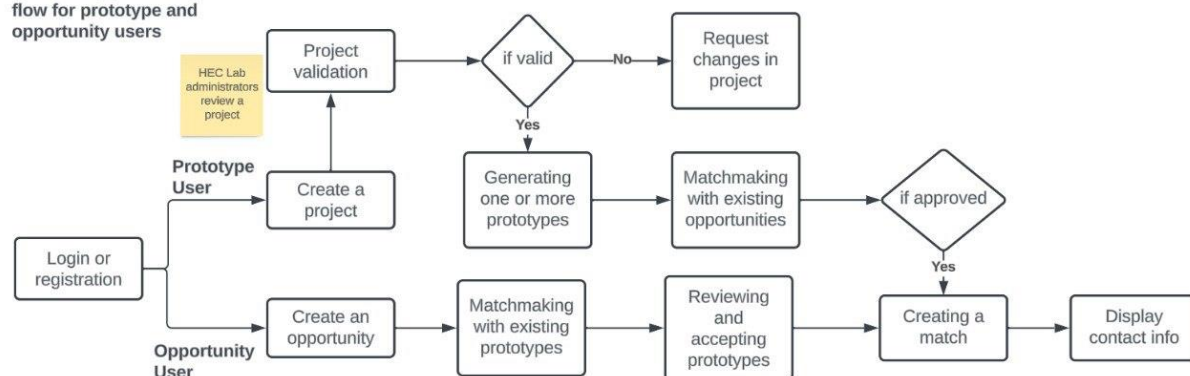 flow for prototype and
opportunity users
Project
validation
if valid
No
Request
changes in
project
HEC Lab
administrators
review a
project
Yes
Prototype
User
Create a
project
Generating
one or more
prototypes
Matchmaking
with existing
opportunities
if approved
Login or
registration
Yes
Create an
opportunity
Matchmaking
with existing
prototypes
Reviewing
and
accepting
prototypes
Creating a
match
Display
contact info
Opportunity
User